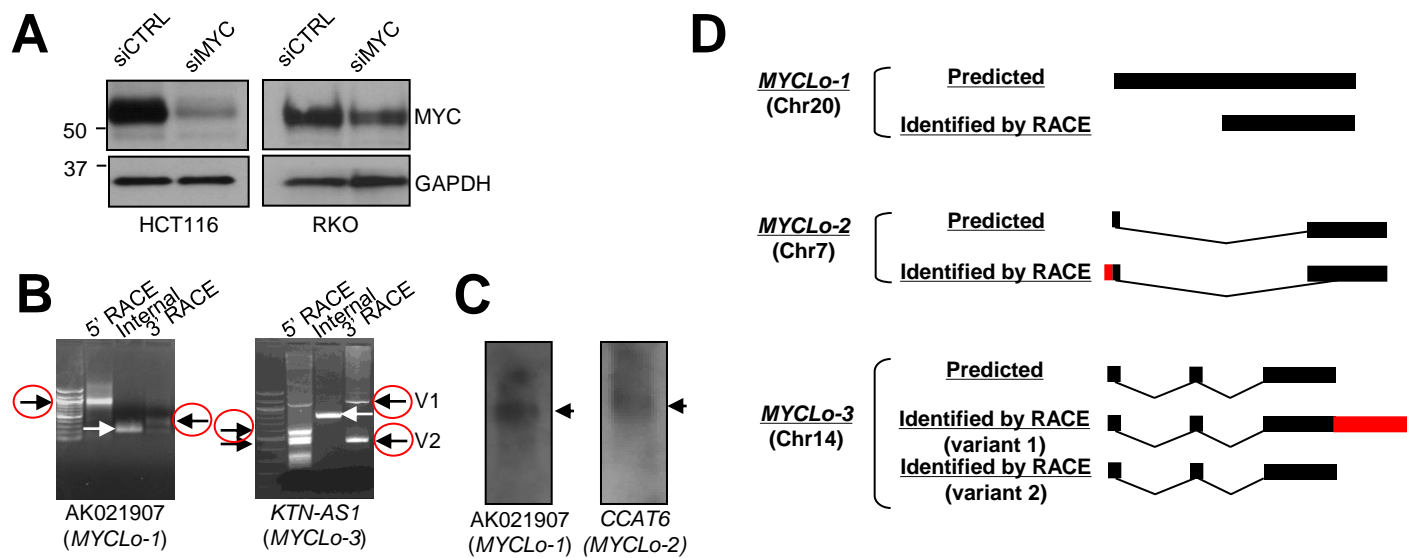 A
siCTRL
siMYC
siCTRL
siMYC
50
37
MYC
GAPDH
HCT116
RKO
B
5' RACE
Internal
3' RACE
5' RACE
Internal
3' RACE
V1
V2
AK021907
(MYCLo-1)
KTN-AS1
(MYCLo-3)
C
AK021907
(MYCLo-1)
CCAT6
(MYCLo-2)
D
MYCLo-1
(Chr20)
Predicted
Identified by RACE
MYCLo-2
(Chr7)
Predicted
Identified by RACE
MYCLo-3
(Chr14)
Predicted
Identified by RACE
(variant 1)
Identified by RACE
(variant 2)